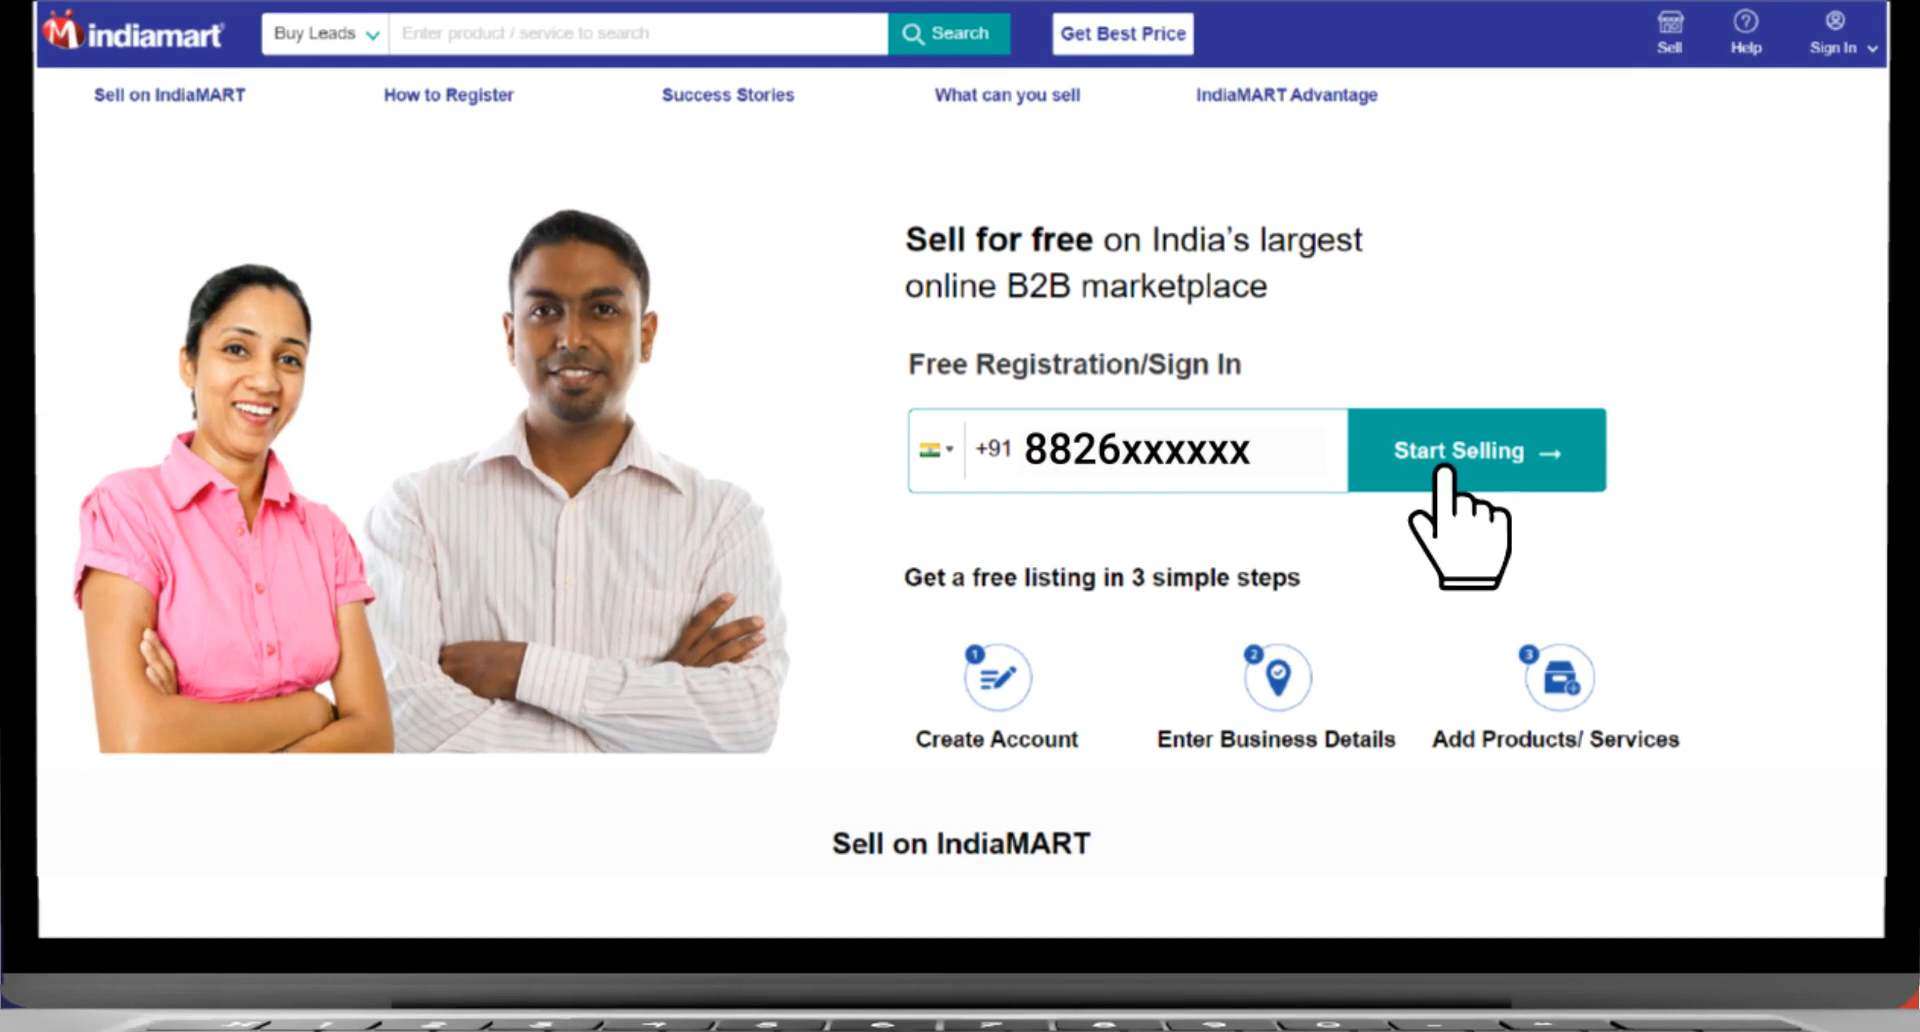 indiamart
Buy Leads
Enter product / service to search
Search
Get Best Price
Sell
Help
Sign In
Sell on IndiaMART
How to Register
Success Stories
What can you sell
IndiaMART Advantage
Sell for free on India's largest
online B2B marketplace
Free Registration/Sign In
+91 8826xxxxxx
Start Selling →
Get a free listing in 3 simple steps
1
2
3
Create Account
Enter Business Details
Add Products/ Services
Sell on IndiaMART